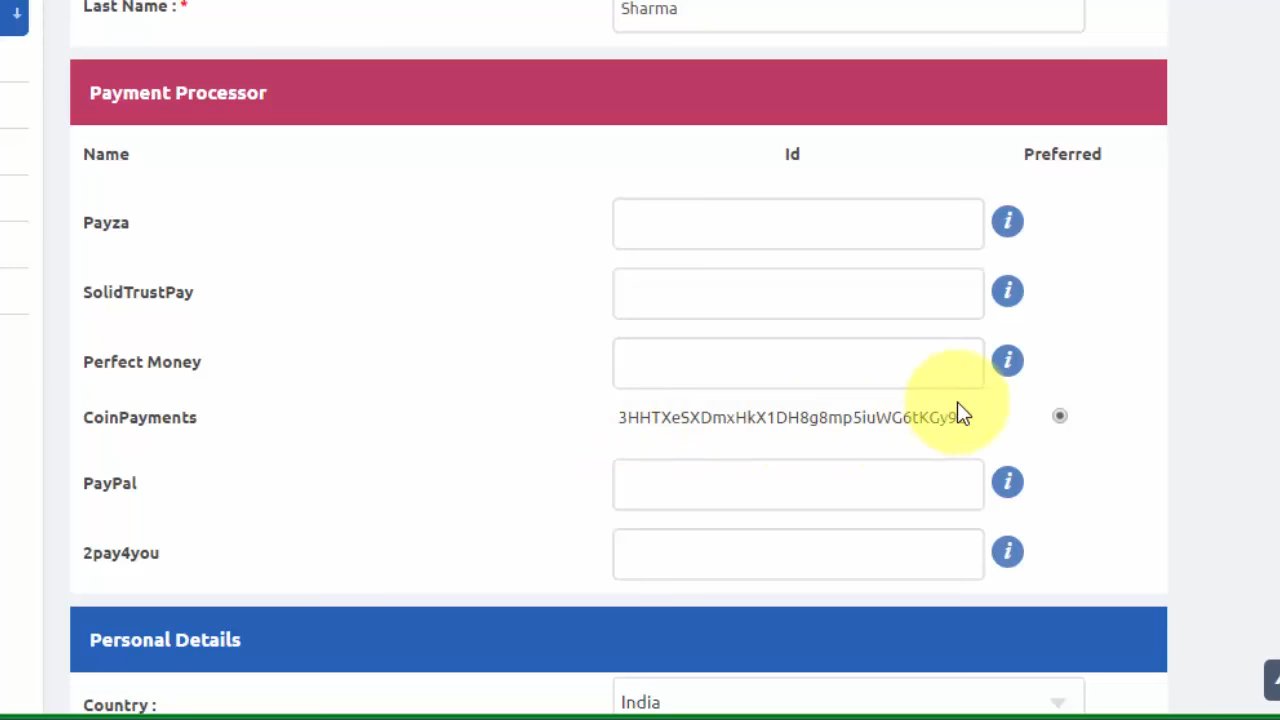 Last Name : *
Sharma
Payment Processor
Name Id Preferred
Payza
SolidTrustPay
Perfect Money
CoinPayments 3HHTXeSXDmxHkX1DH8g8mp5iuWG6tKGy9
PayPal
2pay4you
Personal Details
Country :
India